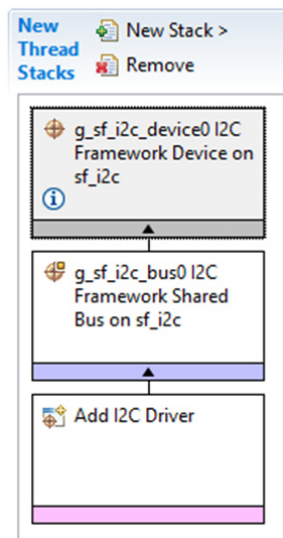 New
Thread
Stacks
New Stack >
Remove
g_sf_i2c_device0 I2C
Framework Device on
sf_i2c
g_sf_i2c_bus0 I2C
Framework Shared
Bus on sf_i2c
Add I2C Driver